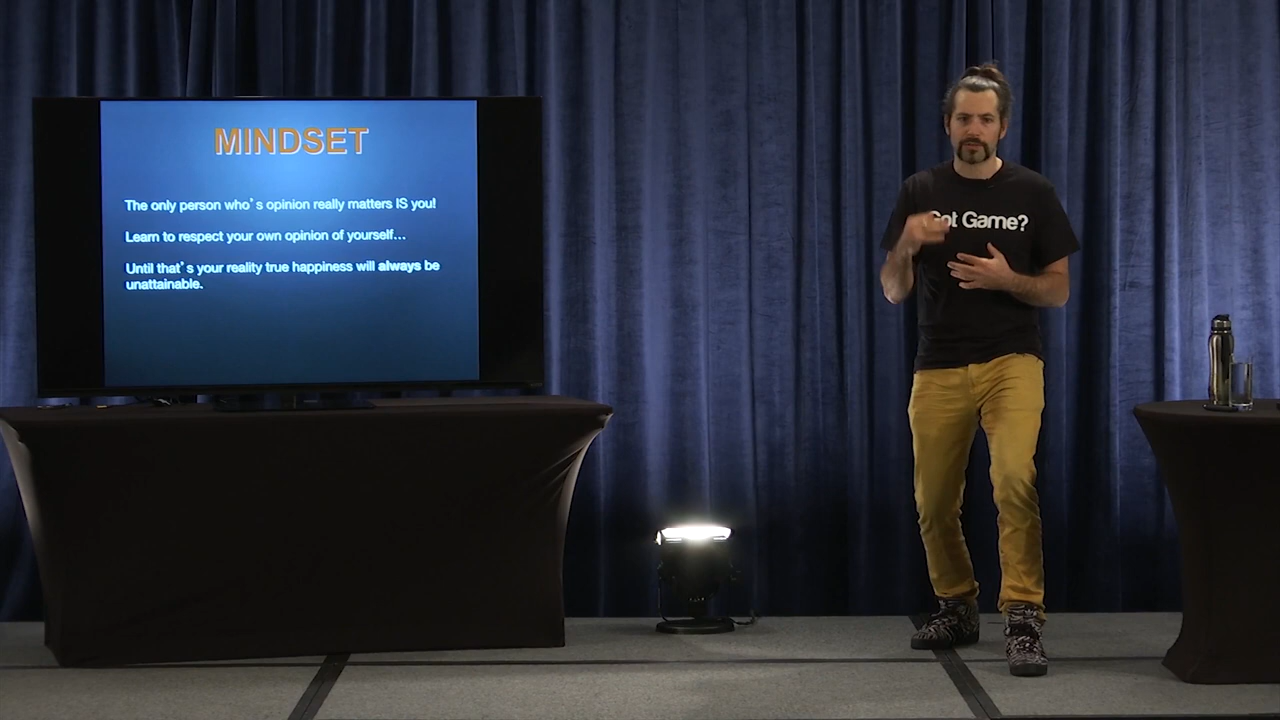 MINDSET
The only person who's opinion really matters IS you!
Learn to respect your own opinion of yourself...
Until that's your reality true happiness will always be
unattainable.
Got Game?